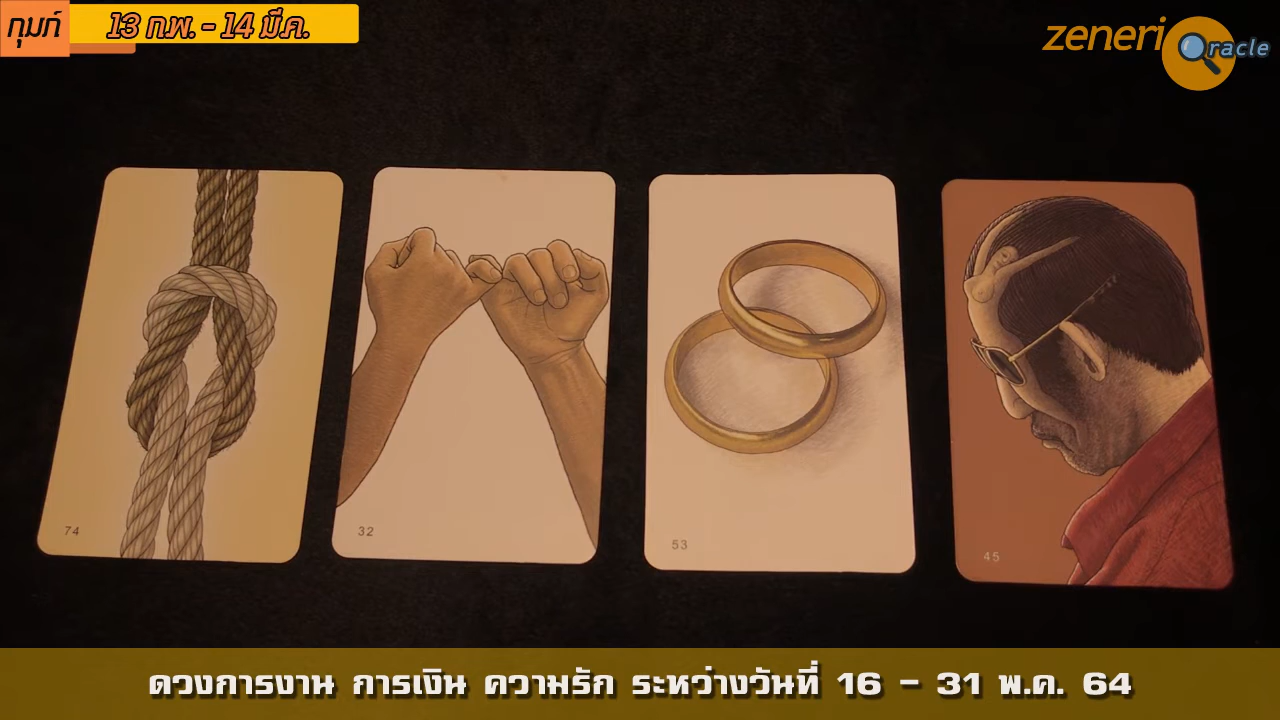 กุมภ์
13 ก.พ. - 14 มี.ค.
zeneri Oracle
74
32
53
45
ดวงการงาน การเงิน ความรัก ระหว่างวันที่ 16 - 31 พ.ค. 64